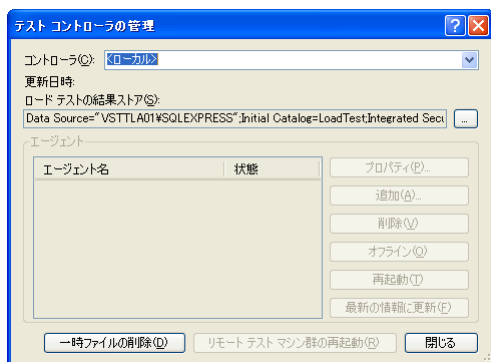 テスト コントローラの管理
コントローラ(C): <ローカル>
更新日時:
ロード テストの結果ストア(S):
Data Source="VSTTLA01¥SQLEXPRESS";Initial Catalog=LoadTest;Integrated Secu ...
エージェント
エージェント名 状態
プロパティ(P)...
追加(A)...
削除(V)
オフライン(O)
再起動(T)
最新の情報に更新(F)
一時ファイルの削除(D) リモート テスト マシン群の再起動(R) 閉じる